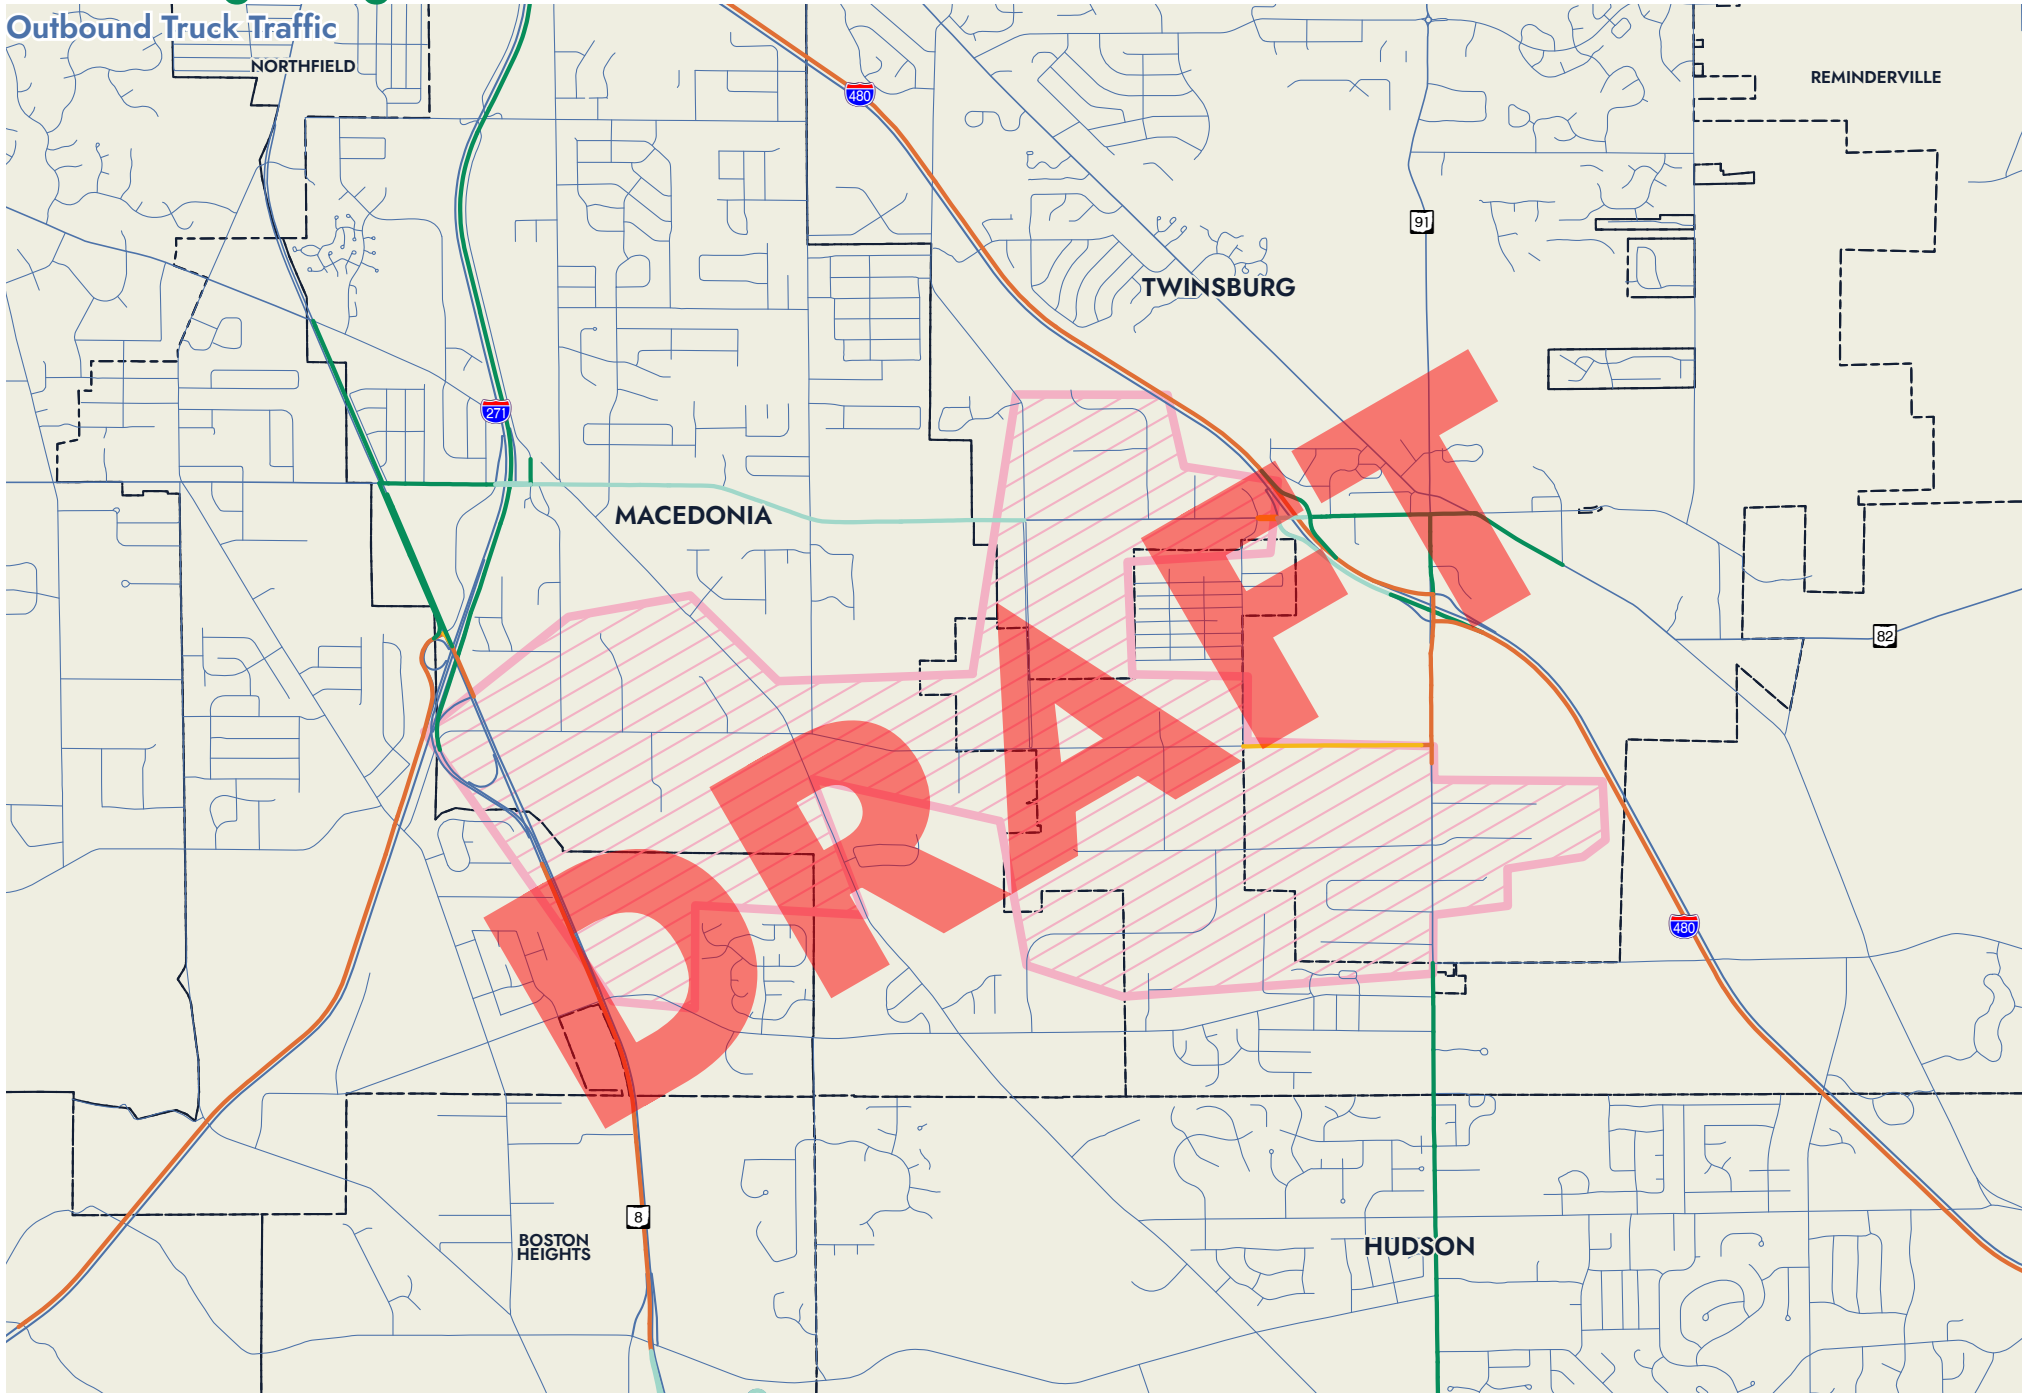 Outbound Truck Traffic
NORTHFIELD
480
REMINDERVILLE
91
TWINSBURG
271
MACEDONIA
82
DRAFT
480
8
BOSTON
HEIGHTS
HUDSON